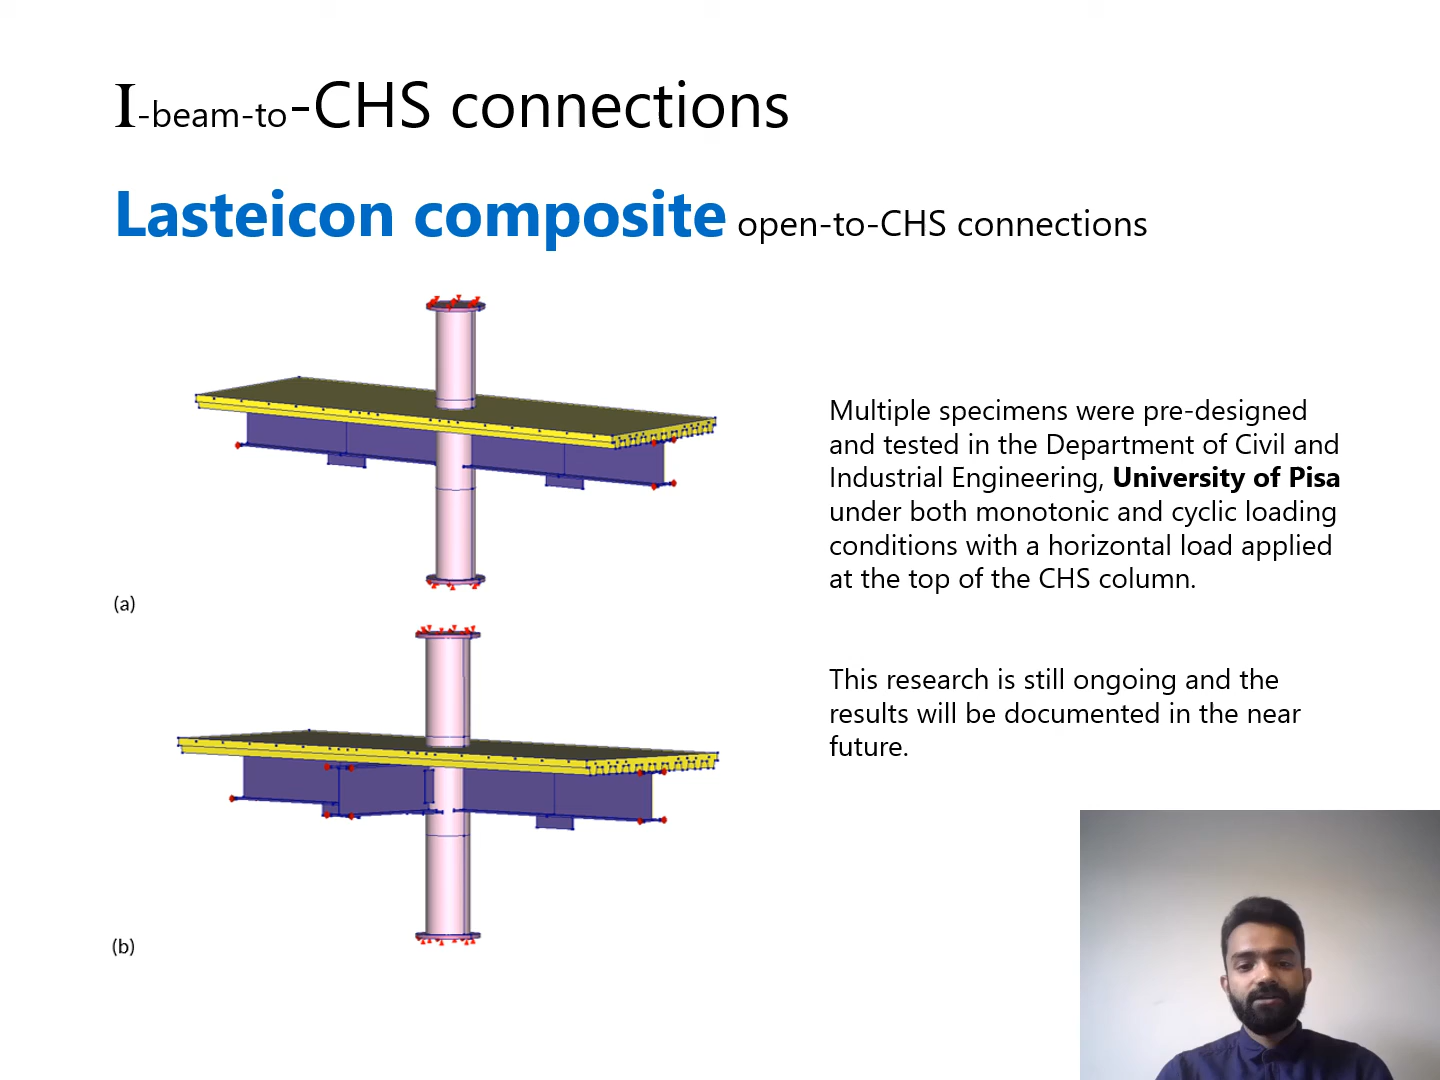 I-beam-to-CHS connections
Lasteicon composite open-to-CHS connections
Multiple specimens were pre-designed
and tested in the Department of Civil and
Industrial Engineering, University of Pisa
under both monotonic and cyclic loading
conditions with a horizontal load applied
at the top of the CHS column.
(a)
This research is still ongoing and the
results will be documented in the near
future.
(b)